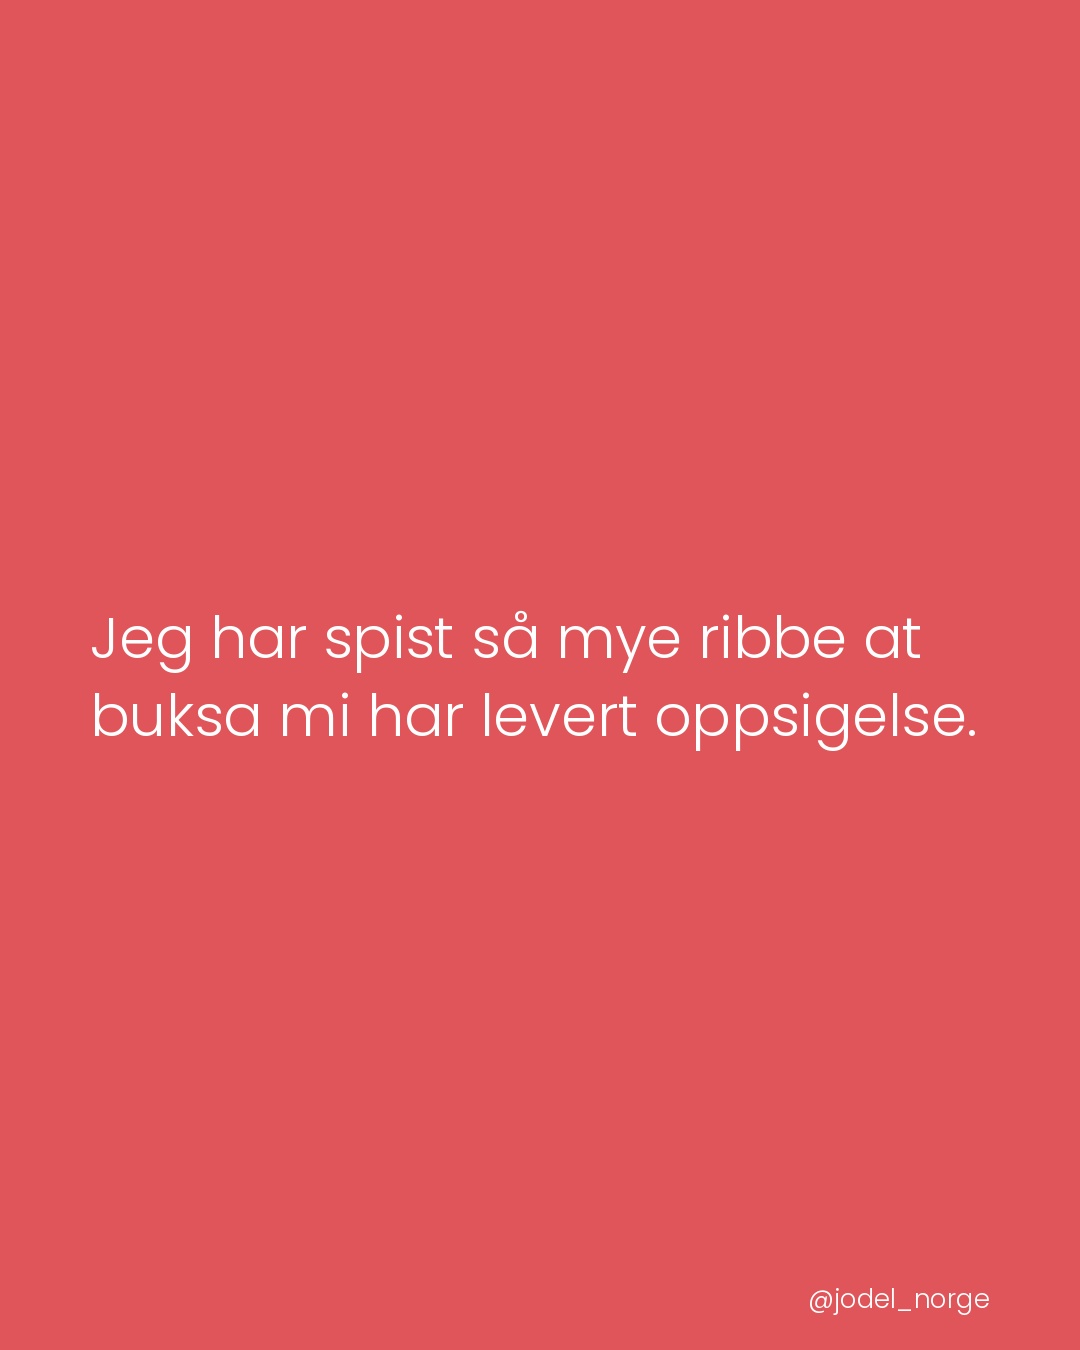 Jeg har spist så mye ribbe at
buksa mi har levert oppsigelse.
@jodel_norge